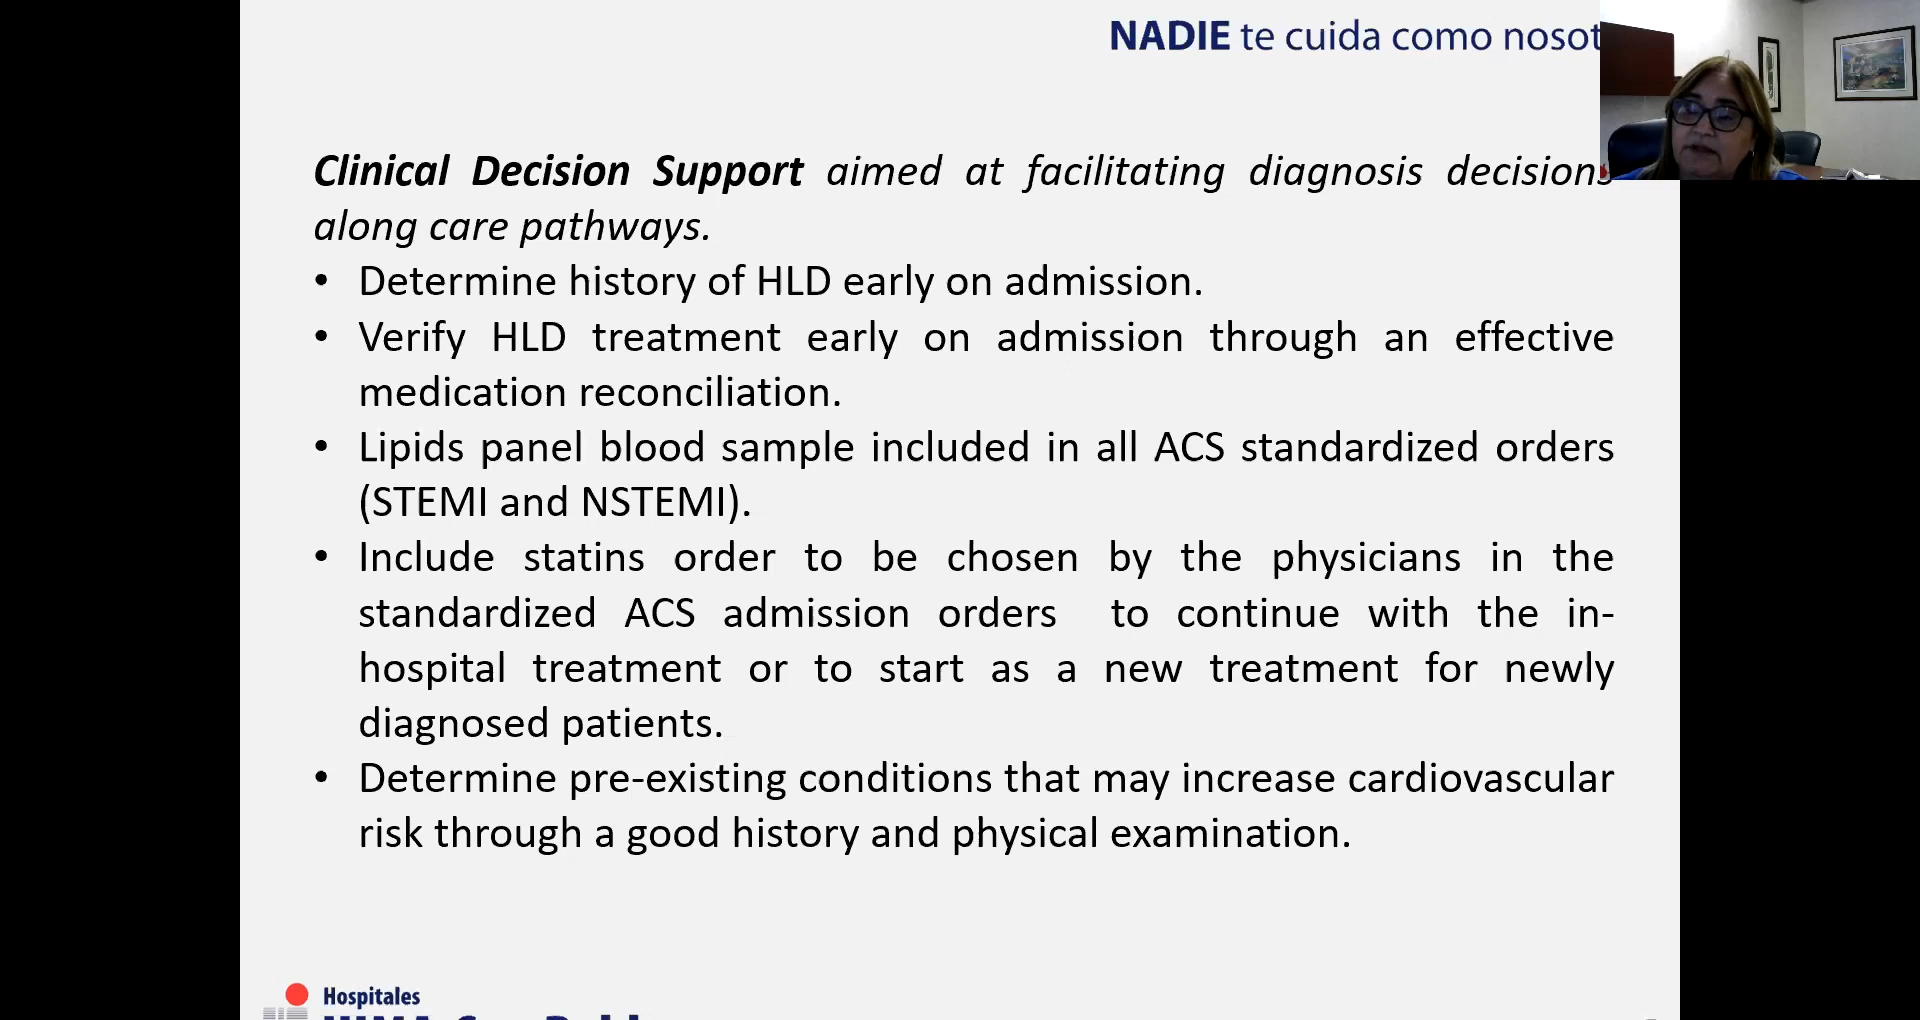 NADIE te cuida como
Clinical Decision Support aimed at facilitating diagnosis decisions
along care pathways.
• Determine history of HLD early on admission.
• Verify HLD treatment early on admission through an effective
medication reconciliation.
• Lipids panel blood sample included in all ACS standardized orders
(STEMI and NSTEMI).
• Include statins order to be chosen by the physicians in the
standardized ACS admission orders to continue with the in-
hospital treatment or to start as a new treatment for newly
diagnosed patients.
• Determine pre-existing conditions that may increase cardiovascular
risk through a good history and physical examination.
Hospitales